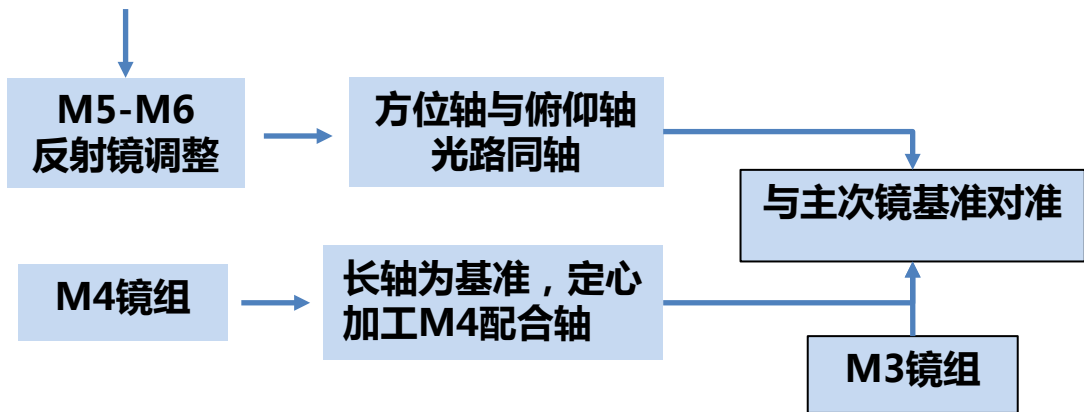 M5-M6
反射镜调整
方位轴与俯仰轴
光路同轴
与主次镜基准对准
M4镜组
长轴为基准，定心
加工M4配合轴
M3镜组